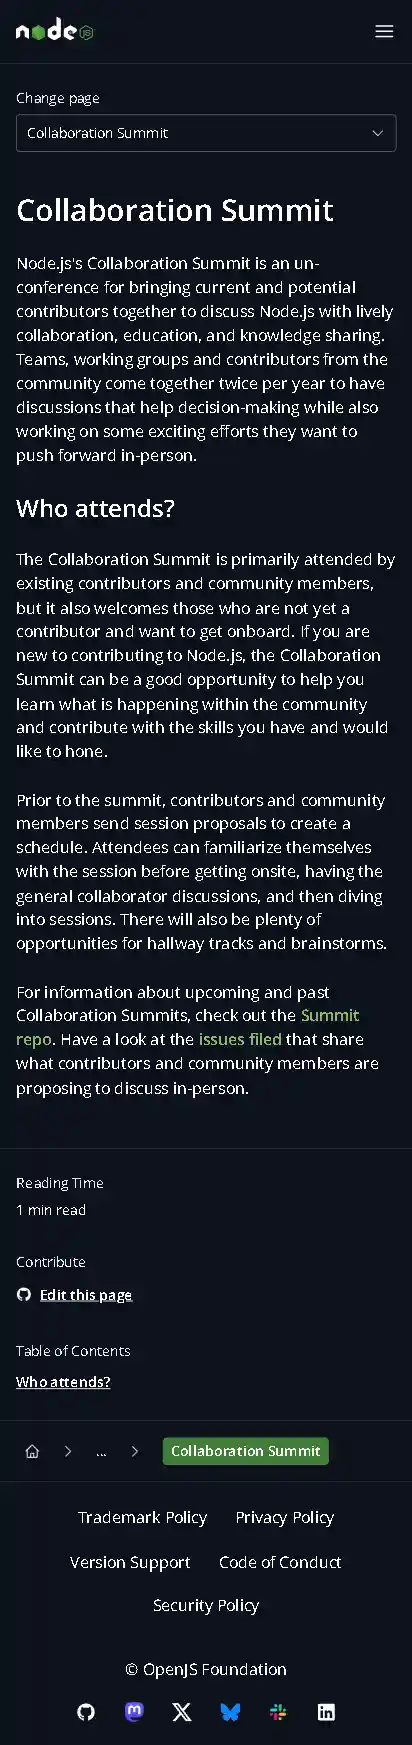 node JS
Change page
Collaboration Summit
Collaboration Summit
Node.js's Collaboration Summit is an un-
conference for bringing current and potential
contributors together to discuss Node.js with lively
collaboration, education, and knowledge sharing.
Teams, working groups and contributors from the
community come together twice per year to have
discussions that help decision-making while also
working on some exciting efforts they want to
push forward in-person.
Who attends?
The Collaboration Summit is primarily attended by
existing contributors and community members,
but it also welcomes those who are not yet a
contributor and want to get onboard. If you are
new to contributing to Node.js, the Collaboration
Summit can be a good opportunity to help you
learn what is happening within the community
and contribute with the skills you have and would
like to hone.
Prior to the summit, contributors and community
members send session proposals to create a
schedule. Attendees can familiarize themselves
with the session before getting onsite, having the
general collaborator discussions, and then diving
into sessions. There will also be plenty of
opportunities for hallway tracks and brainstorms.
For information about upcoming and past
Collaboration Summits, check out the Summit
repo. Have a look at the issues filed that share
what contributors and community members are
proposing to discuss in-person.
Reading Time
1 min read
Contribute
Edit this page
Table of Contents
Who attends?
... Collaboration Summit
Trademark Policy Privacy Policy
Version Support Code of Conduct
Security Policy
© OpenJS Foundation